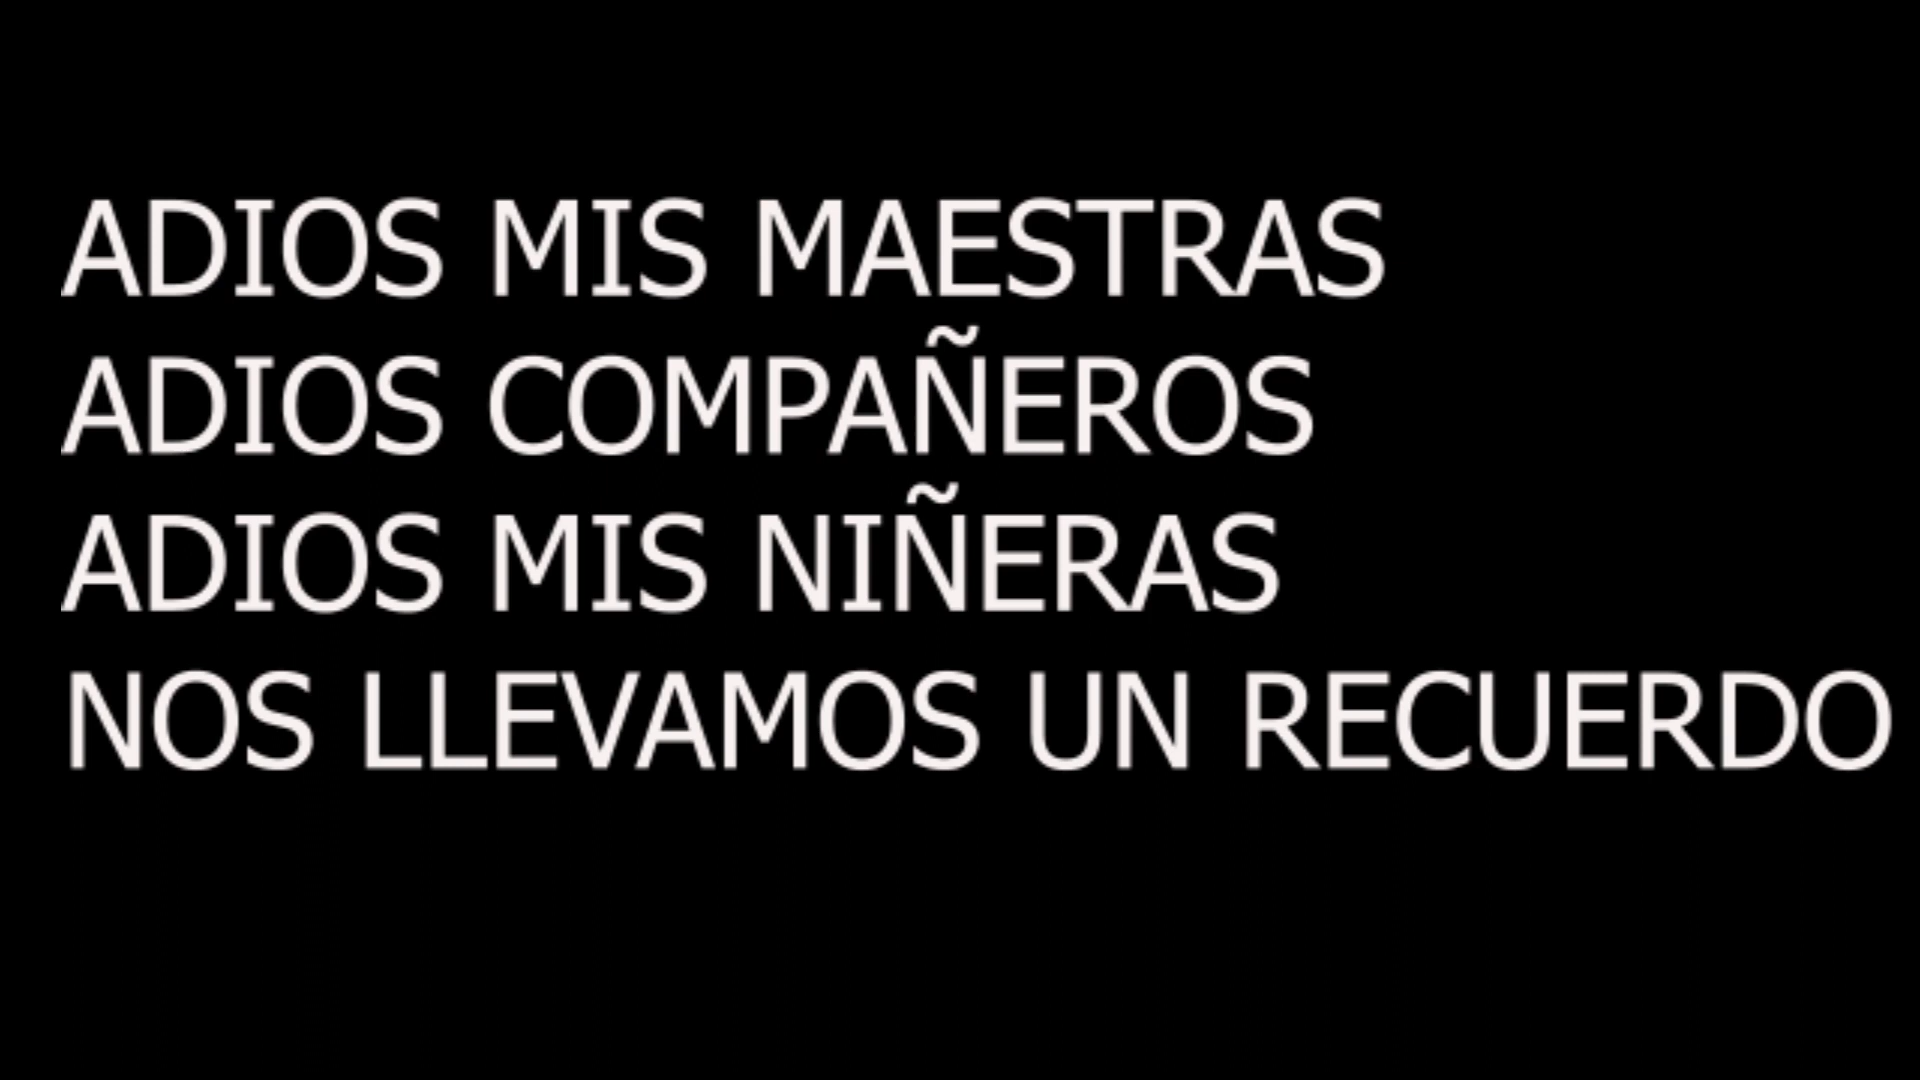 ADIOS MIS MAESTRAS
ADIOS COMPAÑEROS
ADIOS MIS NIÑERAS
NOS LLEVAMOS UN RECUERDO